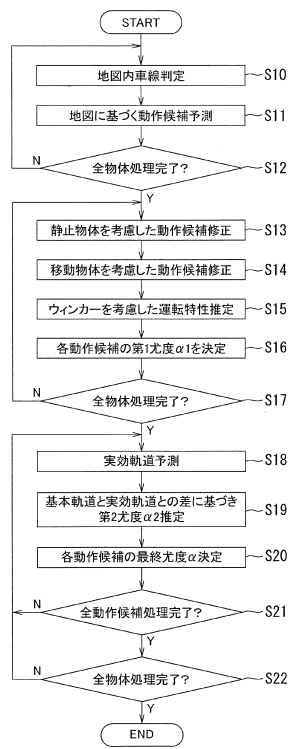 START
地図内車線判定 S10
地図に基づく動作候補予測 S11
N 全物体処理完了? S12
Y
静止物体を考慮した動作候補修正 S13
移動物体を考慮した動作候補修正 S14
ウィンカーを考慮した運転特性推定 S15
各動作候補の第1尤度α1を決定 S16
N 全物体処理完了? S17
Y
実効軌道予測 S18
基本軌道と実効軌道との差に基づき
第2尤度α2推定 S19
各動作候補の最終尤度α決定 S20
N 全動作候補処理完了? S21
Y
N 全物体処理完了? S22
Y
END